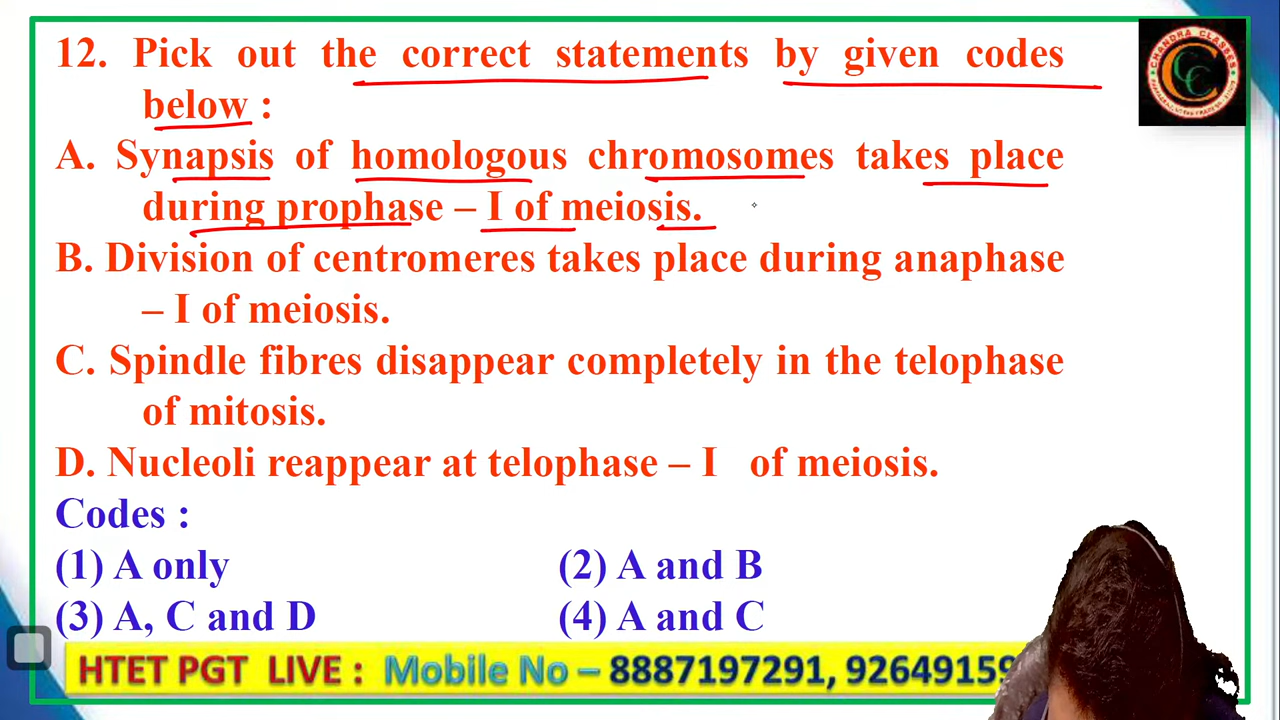 12. Pick out the correct statements by given codes
below :
A. Synapsis of homologous chromosomes takes place
during prophase – I of meiosis.
B. Division of centromeres takes place during anaphase
– I of meiosis.
C. Spindle fibres disappear completely in the telophase
of mitosis.
D. Nucleoli reappear at telophase – I of meiosis.
Codes :
(1) A only (2) A and B
(3) A, C and D (4) A and C
HTET PGT LIVE : Mobile No – 8887197291, 92649159
CHANDRA CLASSES
CCC